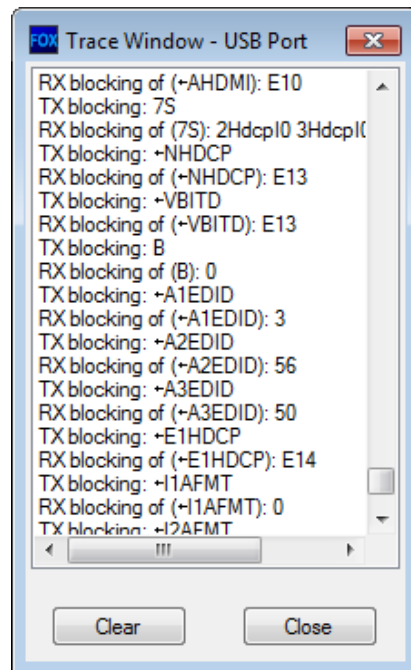 FOX Trace Window - USB Port
RX blocking of (←AHDMI): E10
TX blocking: 7S
RX blocking of (7S): 2HdcpI0 3HdcpI0
TX blocking: ←NHDCP
RX blocking of (←NHDCP): E13
TX blocking: ←VBITD
RX blocking of (←VBITD): E13
TX blocking: B
RX blocking of (B): 0
TX blocking: ←A1EDID
RX blocking of (←A1EDID): 3
TX blocking: ←A2EDID
RX blocking of (←A2EDID): 56
TX blocking: ←A3EDID
RX blocking of (←A3EDID): 50
TX blocking: ←E1HDCP
RX blocking of (←E1HDCP): E14
TX blocking: ←I1AFMT
RX blocking of (←I1AFMT): 0
TX blocking: ←I2AFMT
Clear Close